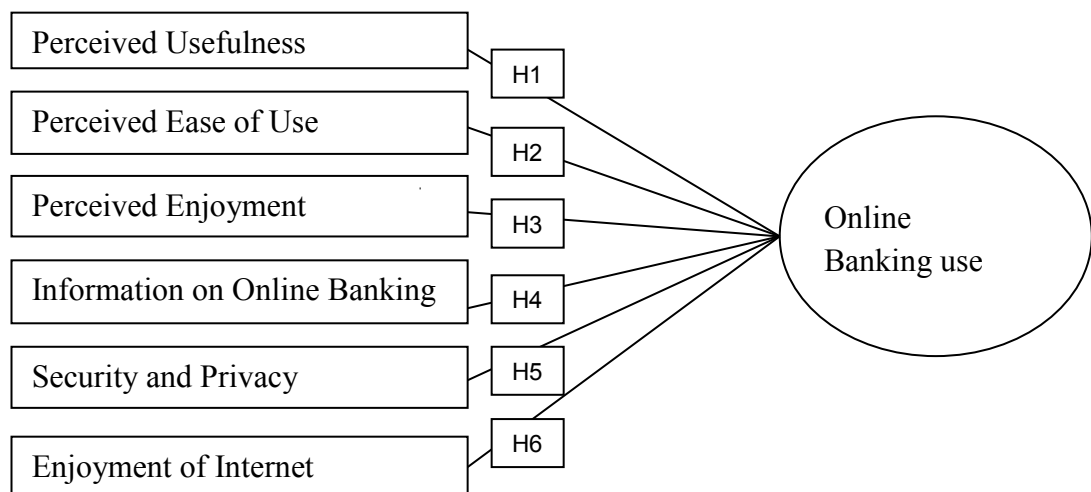 Perceived Usefulness
H1
Perceived Ease of Use
H2
Perceived Enjoyment
H3
Information on Online Banking
H4
Security and Privacy
H5
Enjoyment of Internet
H6
Online
Banking use